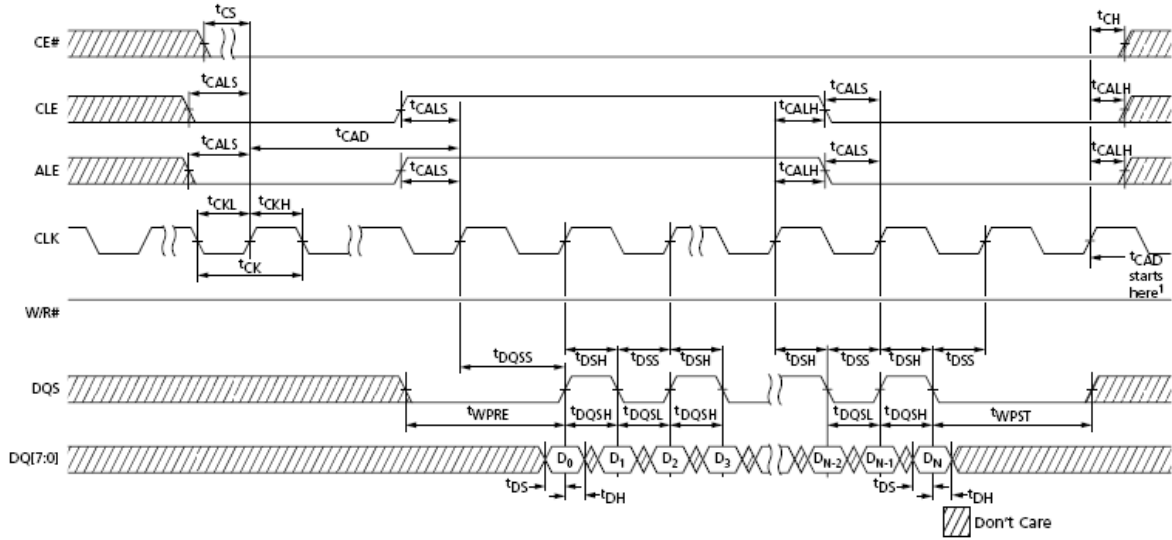 tCS tCH
CE#
tCALS tCALS tCALH
CLE
tCALS tCALH
tCAD
tCALS tCALS tCALH
ALE
tCALS tCALH
tCKL tCKH
CLK
tCK tCAD
starts
here1
W/R#
tDQSS tDSH tDSS tDSH tDSH tDSS tDSH tDSS
DQS
tWPRE tDQSH tDQSL tDQSH tDQSL tDQSH tWPST
DQ[7:0] D0 D1 D2 D3 DN-2 DN-1 DN
tDS tDH tDS tDH
Don't Care